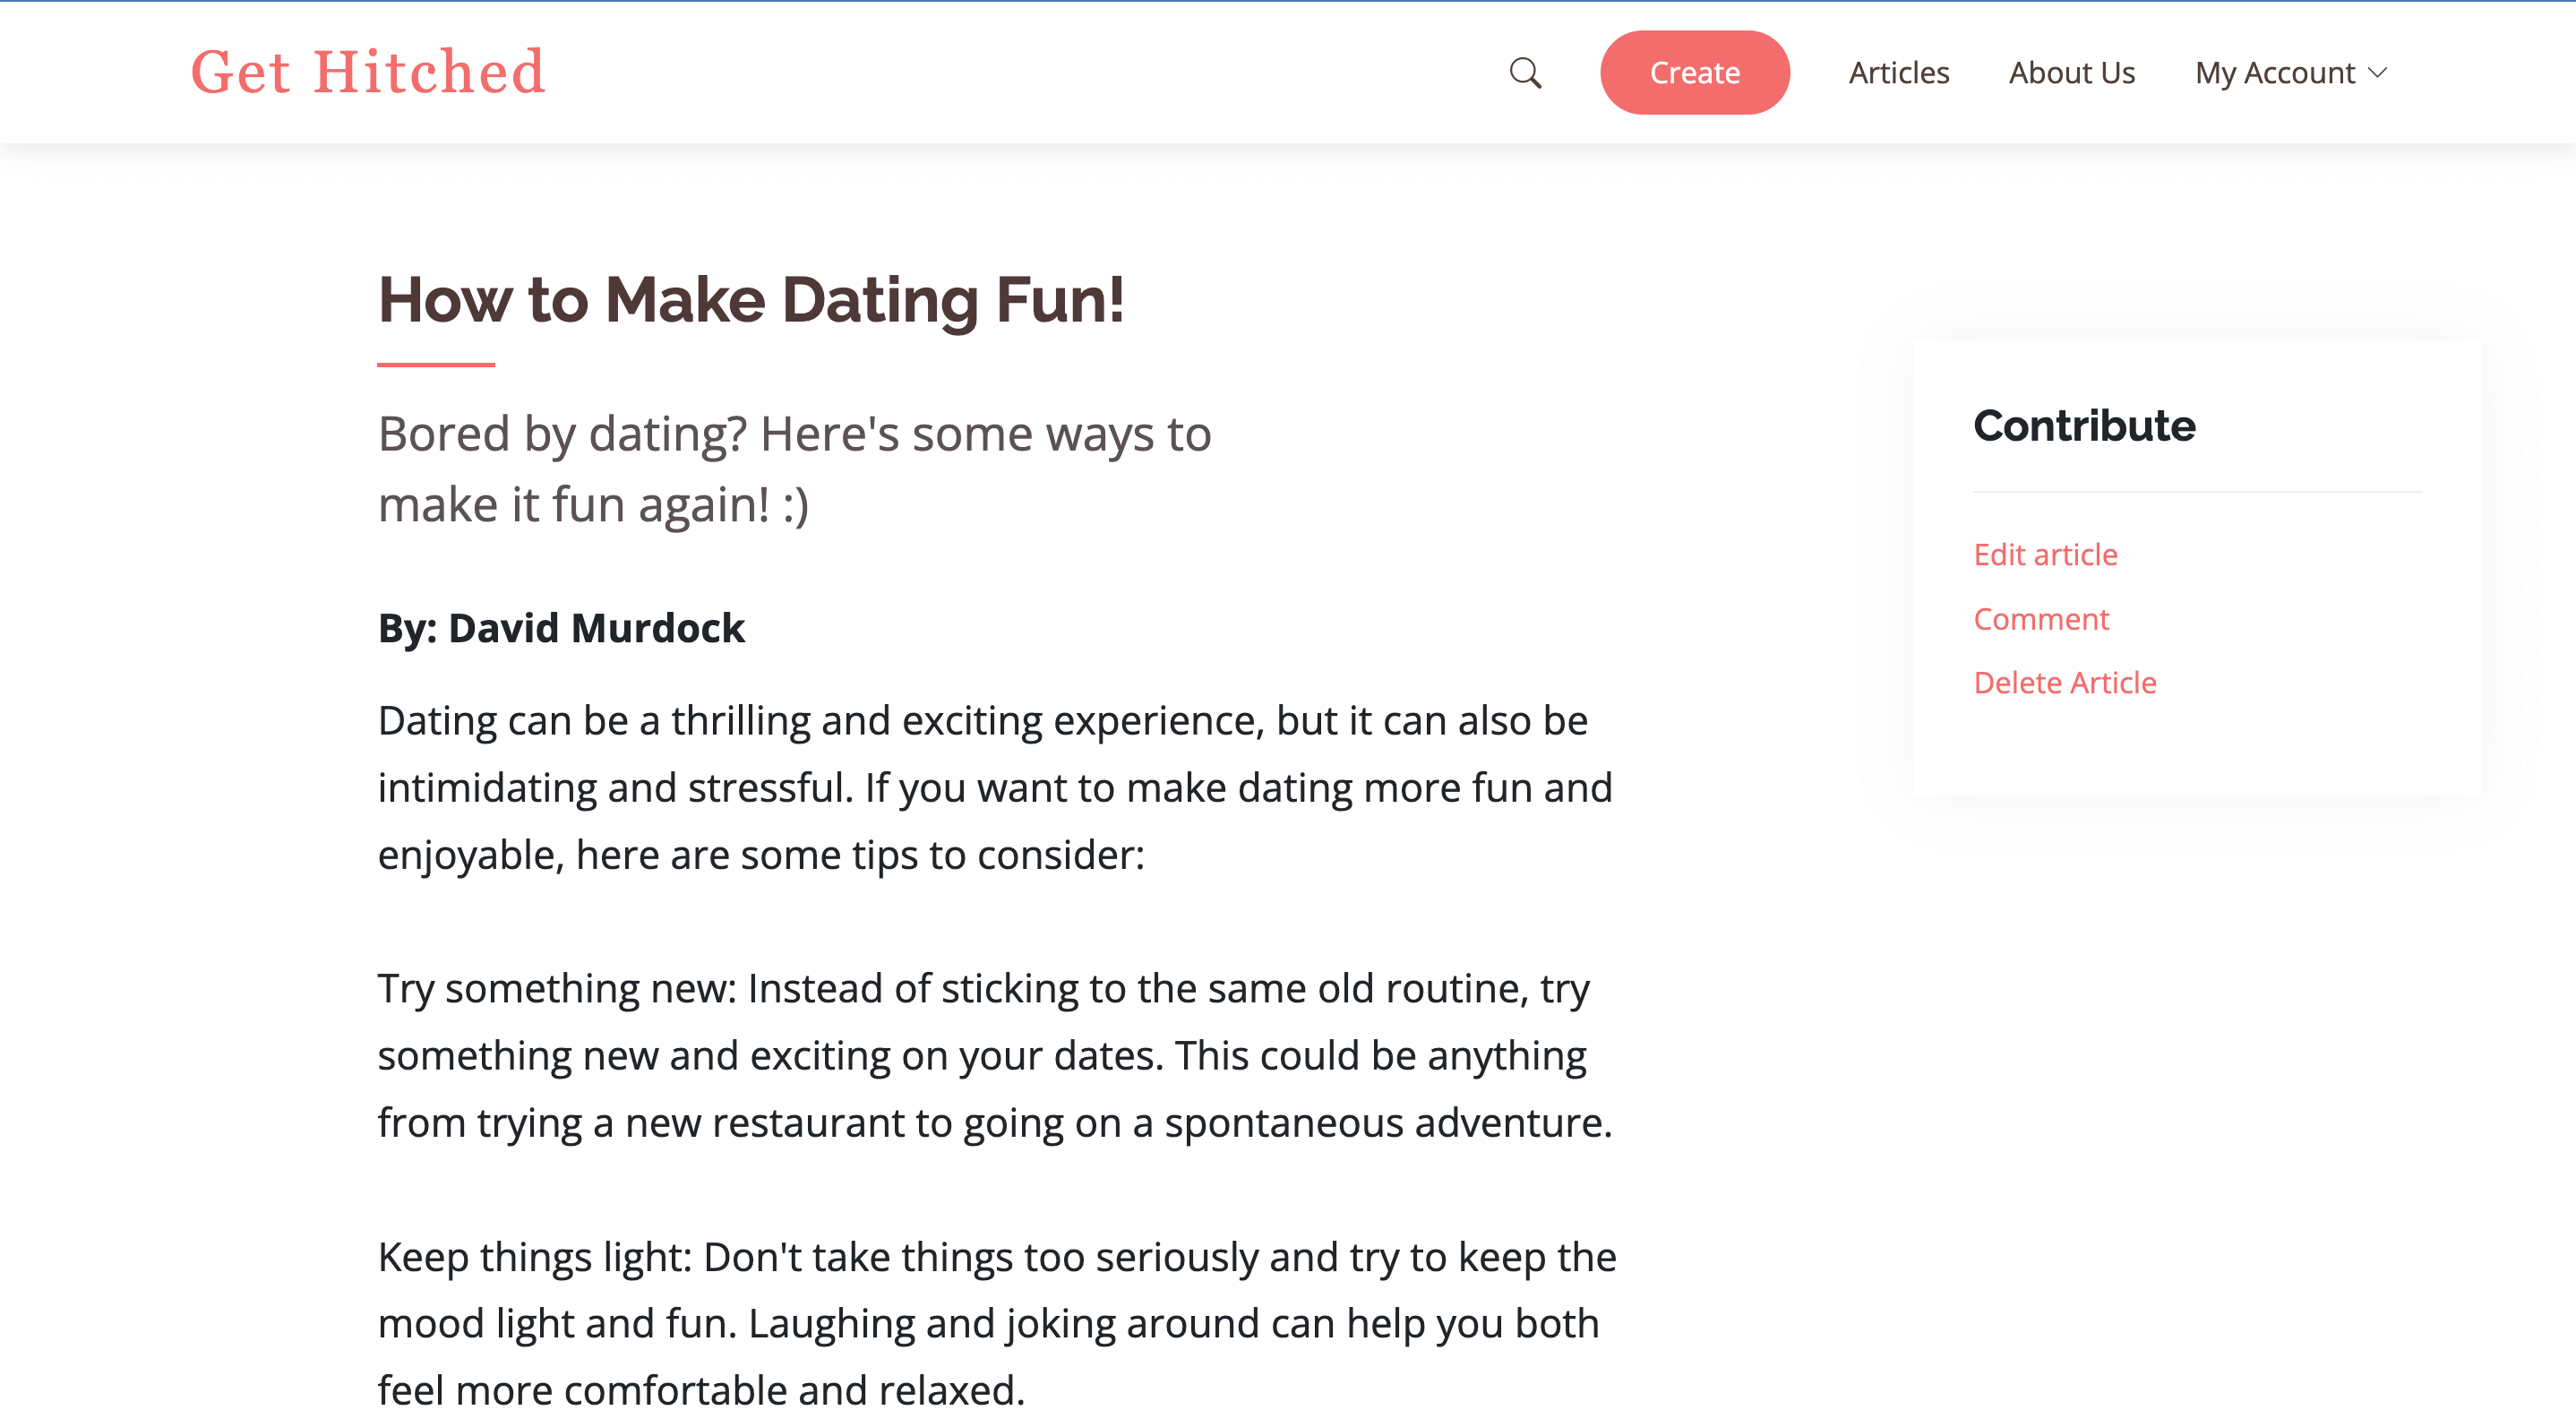 Get Hitched
Create
Articles
About Us
My Account
How to Make Dating Fun!
Bored by dating? Here's some ways to
make it fun again! :)
By: David Murdock
Dating can be a thrilling and exciting experience, but it can also be
intimidating and stressful. If you want to make dating more fun and
enjoyable, here are some tips to consider:
Try something new: Instead of sticking to the same old routine, try
something new and exciting on your dates. This could be anything
from trying a new restaurant to going on a spontaneous adventure.
Keep things light: Don't take things too seriously and try to keep the
mood light and fun. Laughing and joking around can help you both
feel more comfortable and relaxed.
Contribute
Edit article
Comment
Delete Article